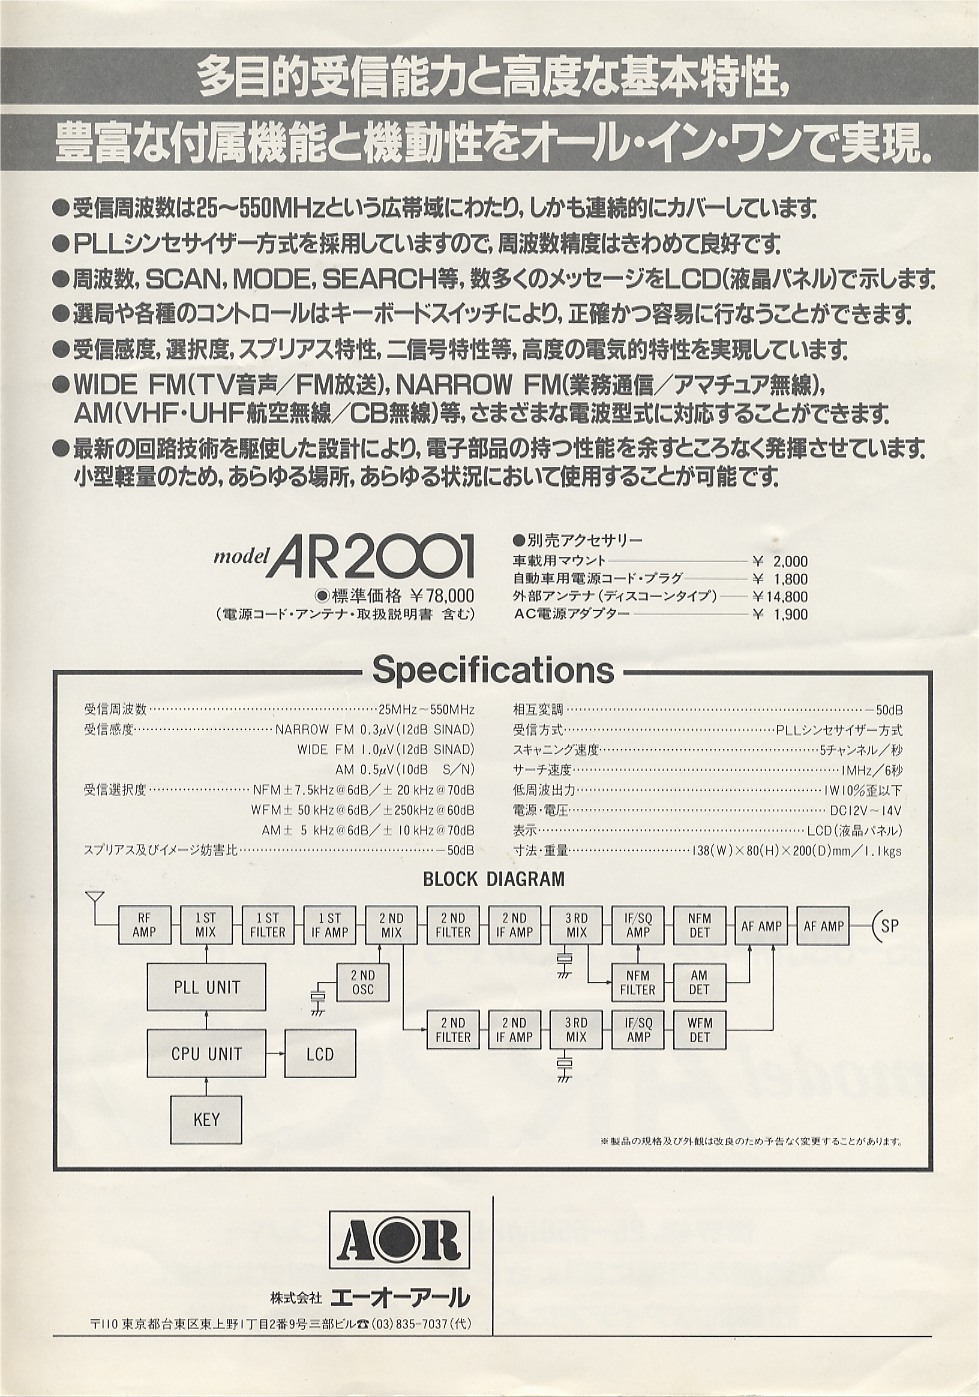 多目的受信能力と高度な基本特性,
豊富な付属機能と機動性をオール・イン・ワンで実現.
●受信周波数は25〜550MHzという広帯域にわたり,しかも連続的にカバーしています.
●PLLシンセサイザー方式を採用していますので,周波数精度はきわめて良好です.
●周波数,SCAN,MODE,SEARCH等,数多くのメッセージをLCD(液晶パネル)で示します.
●選局や各種のコントロールはキーボードスイッチにより,正確かつ容易に行なうことができます.
●受信感度,選択度,スプリアス特性,二信号特性等,高度の電気的特性を実現しています.
●WIDE FM(TV音声/FM放送),NARROW FM(業務通信/アマチュア無線),
AM(VHF・UHF航空無線/CB無線)等,さまざまな電波型式に対応することができます.
●最新の回路技術を駆使した設計により,電子部品の持つ性能を余すところなく発揮させています.
小型軽量のため,あらゆる場所,あらゆる状況において使用することが可能です.
model AR2001
●標準価格 ¥78,000
(電源コード・アンテナ・取扱説明書 含む)
●別売アクセサリー
車載用マウント ¥ 2,000
自動車用電源コード・プラグ ¥ 1,800
外部アンテナ(ディスコーンタイプ) ¥14,800
AC電源アダプター ¥ 1,900
Specifications
受信周波数 25MHz~550MHz
受信感度 NARROW FM 0.3μV(12dB SINAD)
WIDE FM 1.0μV(12dB SINAD)
AM 0.5μV(10dB S/N)
受信選択度 NFM±7.5kHz@6dB/±20kHz@70dB
WFM±50kHz@6dB/±250kHz@60dB
AM±5kHz@6dB/±10kHz@70dB
スプリアス及びイメージ妨害比 −50dB
相互変調 −50dB
受信方式 PLLシンセサイザー方式
スキャニング速度 5チャンネル/秒
サーチ速度 1MHz/6秒
低周波出力 1W10%歪以下
電源・電圧 DC12V~14V
表示 LCD(液晶パネル)
寸法・重量 138(W)×80(H)×200(D)mm/1.1kgs
BLOCK DIAGRAM
RF AMP
1ST MIX
1ST FILTER
1ST IF AMP
2ND MIX
2ND FILTER
2ND IF AMP
3RD MIX
IF/SQ AMP
NFM DET
AF AMP
AF AMP
SP
PLL UNIT
2ND OSC
NFM FILTER
AM DET
2ND FILTER
2ND IF AMP
3RD MIX
IF/SQ AMP
WFM DET
CPU UNIT
LCD
KEY
※製品の規格及び外観は改良のため予告なく変更することがあります.
AOR
株式会社 エーオーアール
〒110 東京都台東区東上野1丁目2番9号三部ビル☎(03)835-7037(代)